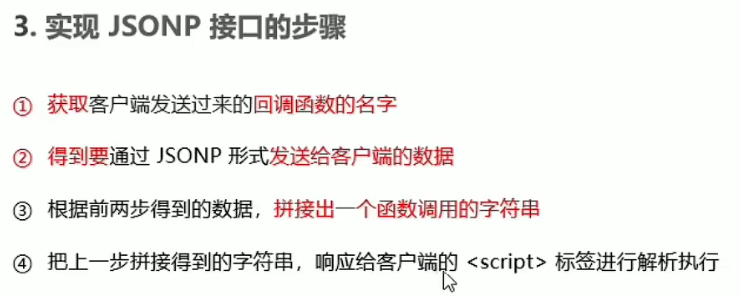 3. 实现 JSONP 接口的步骤
① 获取客户端发送过来的回调函数的名字
② 得到要通过 JSONP 形式发送给客户端的数据
③ 根据前两步得到的数据，拼接出一个函数调用的字符串
④ 把上一步拼接得到的字符串，响应给客户端的 <script> 标签进行解析执行